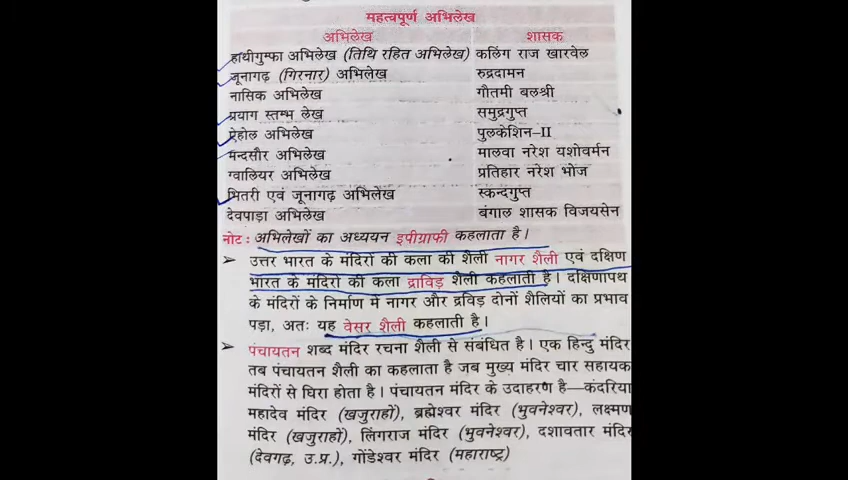 महत्वपूर्ण अभिलेख
अभिलेख शासक
हाथीगुम्फा अभिलेख (तिथि रहित अभिलेख) कलिंग राज खारवेल
जूनागढ़ (गिरनार) अभिलेख रुद्रदामन
नासिक अभिलेख गौतमी बलश्री
प्रयाग स्तम्भ लेख समुद्रगुप्त
ऐहोल अभिलेख पुलकेशिन-II
मन्दसौर अभिलेख मालवा नरेश यशोवर्मन
ग्वालियर अभिलेख प्रतिहार नरेश भोज
भितरी एवं जूनागढ़ अभिलेख स्कन्दगुप्त
देवपाड़ा अभिलेख बंगाल शासक विजयसेन
नोट: अभिलेखों का अध्ययन इपीग्राफी कहलाता है।
➢ उत्तर भारत के मंदिरों की कला की शैली नागर शैली एवं दक्षिण
भारत के मंदिरों की कला द्राविड़ शैली कहलाती है। दक्षिणापथ
के मंदिरों के निर्माण में नागर और द्रविड़ दोनों शैलियों का प्रभाव
पड़ा, अतः यह वेसर शैली कहलाती है।
➢ पंचायतन शब्द मंदिर रचना शैली से संबंधित है। एक हिन्दु मंदिर
तब पंचायतन शैली का कहलाता है जब मुख्य मंदिर चार सहायक
मंदिरों से घिरा होता है। पंचायतन मंदिर के उदाहरण है—कंदरिया
महादेव मंदिर (खजुराहों), ब्रह्मेश्वर मंदिर (भुवनेश्वर), लक्ष्मण
मंदिर (खजुराहों), लिंगराज मंदिर (भुवनेश्वर), दशावतार मंदिर
(देवगढ़, उ.प्र.), गोंडेश्वर मंदिर (महाराष्ट्र)